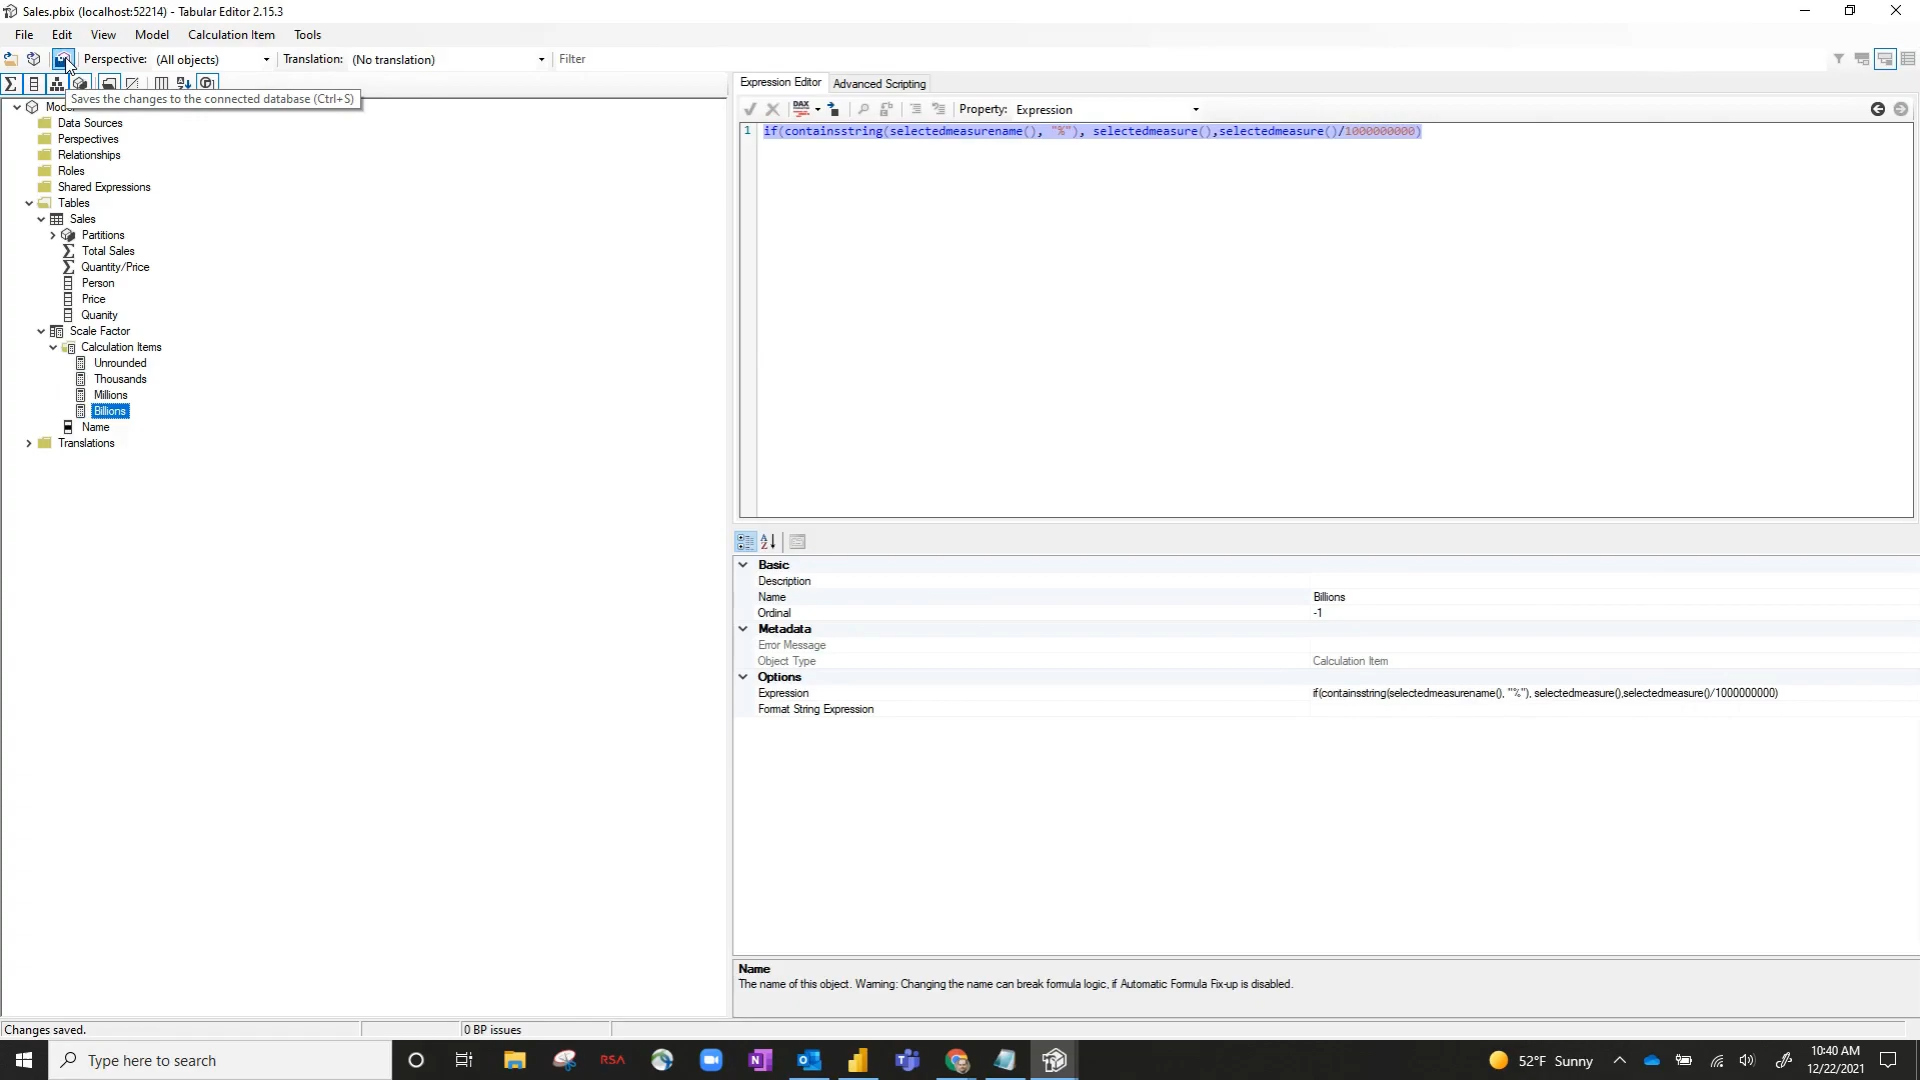 Sales.pbix (localhost:52214) - Tabular Editor 2.15.3
File Edit View Model Calculation Item Tools
Perspective: (All objects) Translation: (No translation) Filter
Saves the changes to the connected database (Ctrl+S)
Data Sources
Perspectives
Relationships
Roles
Shared Expressions
Tables
Sales
Partitions
Total Sales
Quantity/Price
Person
Price
Quanity
Scale Factor
Calculation Items
Unrounded
Thousands
Millions
Billions
Name
Translations
Expression Editor Advanced Scripting
DAX Property: Expression
1 if(containsstring(selectedmeasurename(), "%"), selectedmeasure(),selectedmeasure()/1000000000)
Basic
Description
Name Billions
Ordinal -1
Metadata
Error Message
Object Type Calculation Item
Options
Expression if(containsstring(selectedmeasurename(), "%"), selectedmeasure(),selectedmeasure()/1000000000)
Format String Expression
Name
The name of this object. Warning: Changing the name can break formula logic, if Automatic Formula Fix-up is disabled.
Changes saved. 0 BP issues
Type here to search
RSA
52°F Sunny
10:40 AM
12/22/2021